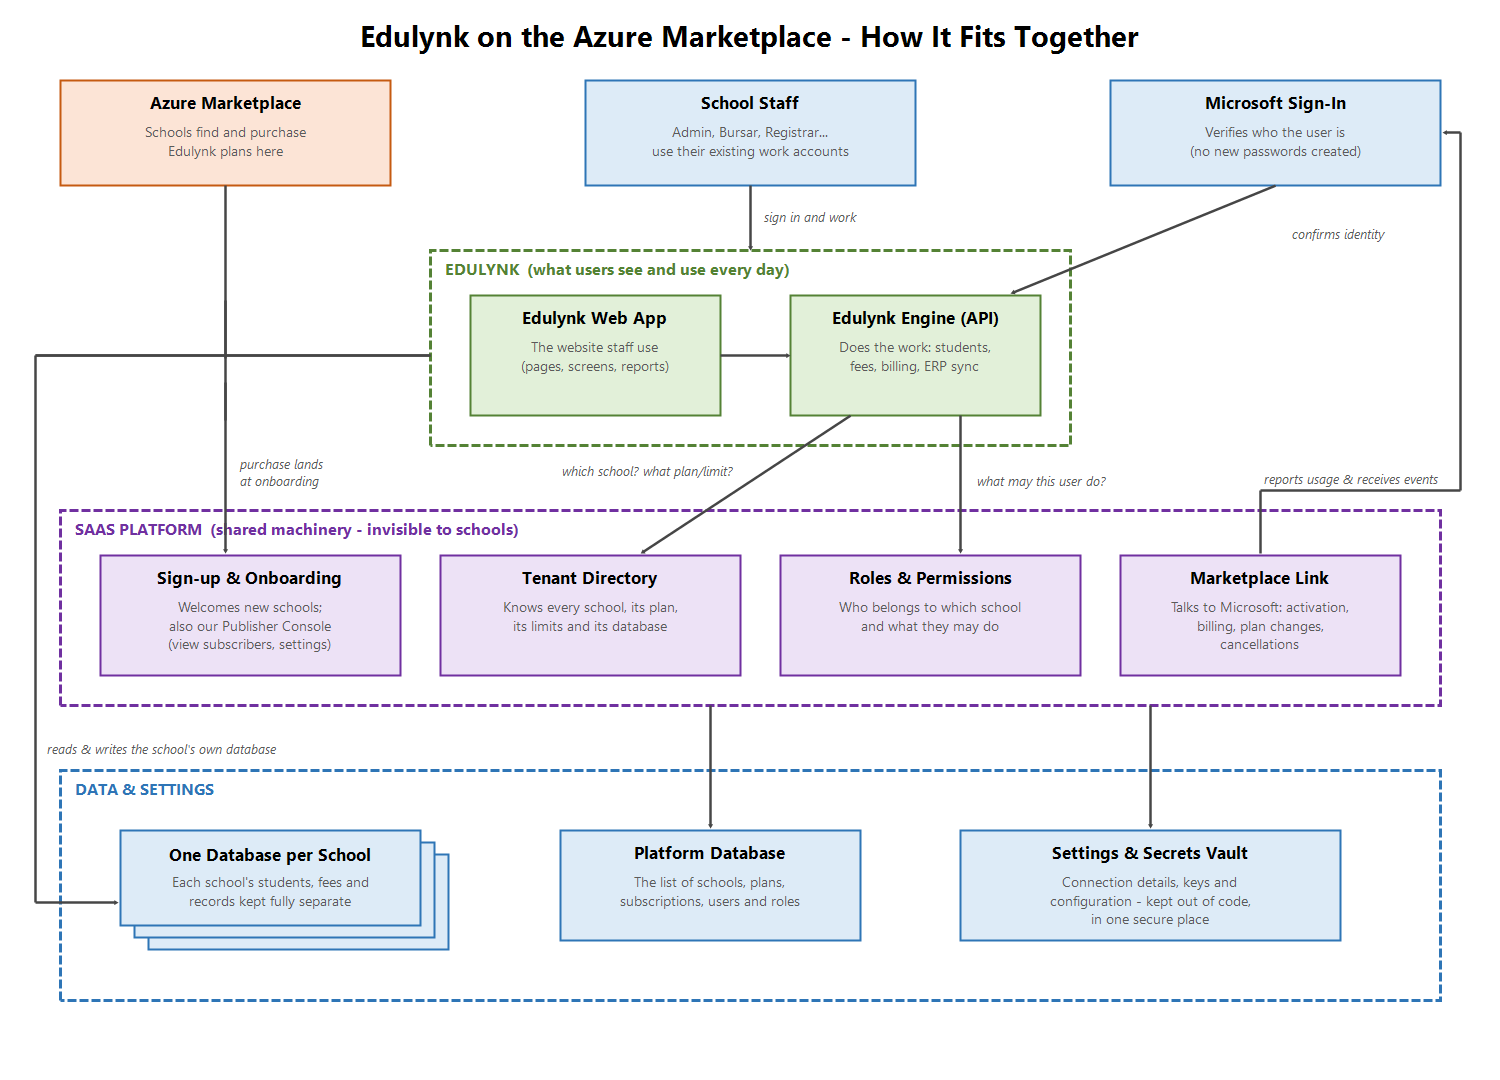 Edulynk on the Azure Marketplace - How It Fits Together
Azure Marketplace
Schools find and purchase
Edulynk plans here
School Staff
Admin, Bursar, Registrar...
use their existing work accounts
Microsoft Sign-In
Verifies who the user is
(no new passwords created)
sign in and work
confirms identity
EDULYNK (what users see and use every day)
Edulynk Web App
The website staff use
(pages, screens, reports)
Edulynk Engine (API)
Does the work: students,
fees, billing, ERP sync
purchase lands
at onboarding
which school? what plan/limit?
what may this user do?
reports usage & receives events
SAAS PLATFORM (shared machinery - invisible to schools)
Sign-up & Onboarding
Welcomes new schools;
also our Publisher Console
(view subscribers, settings)
Tenant Directory
Knows every school, its plan,
its limits and its database
Roles & Permissions
Who belongs to which school
and what they may do
Marketplace Link
Talks to Microsoft: activation,
billing, plan changes,
cancellations
reads & writes the school's own database
DATA & SETTINGS
One Database per School
Each school's students, fees and
records kept fully separate
Platform Database
The list of schools, plans,
subscriptions, users and roles
Settings & Secrets Vault
Connection details, keys and
configuration - kept out of code,
in one secure place